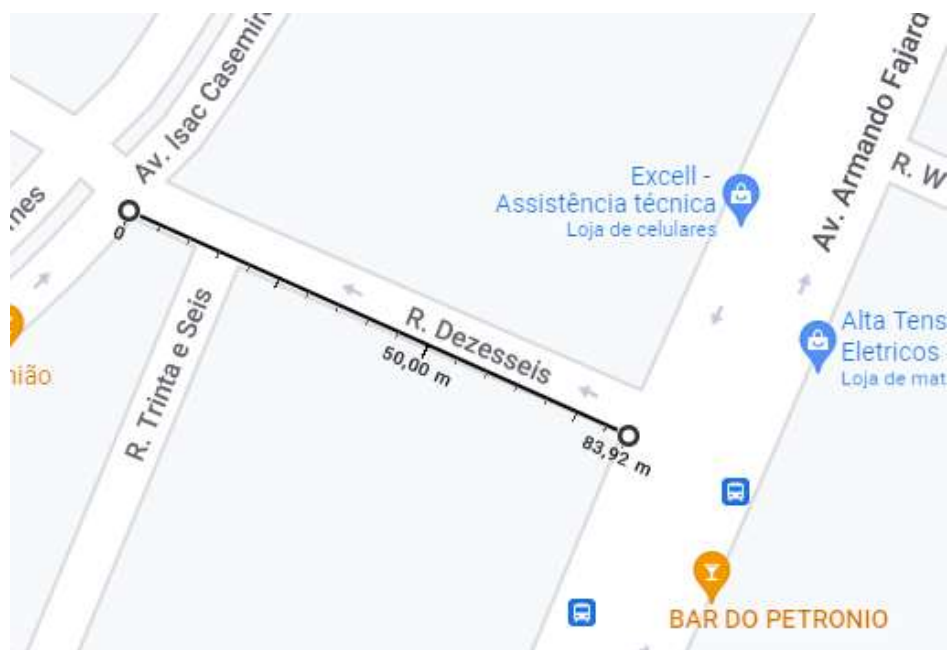 Av. Isac Casemiro
Av. Armando Fajard
R. W
nes
Excell -
Assistência técnica
Loja de celulares
0
R. Trinta e Seis
R. Dezesseis
50,00 m
83,92 m
Alta Tens
Eletricos
Loja de mat
nião
BAR DO PETRONIO